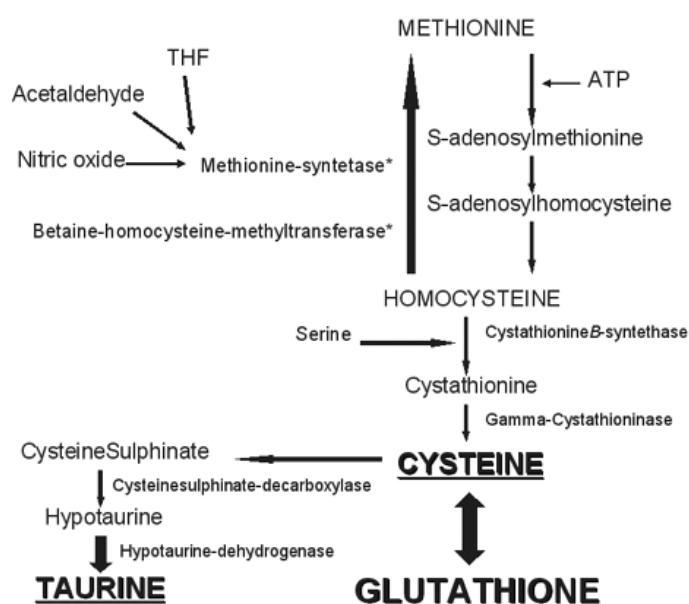 METHIONINE
THF
ATP
Acetaldehyde
S-adenosylmethionine
Nitric oxide
Methionine-syntetase*
S-adenosylhomocysteine
Betaine-homocysteine-methyltransferase*
HOMOCYSTEINE
Serine
CystathionineB-syntethase
Cystathionine
Gamma-Cystathioninase
CysteineSulphinate
CYSTEINE
Cysteinesulphinate-decarboxylase
Hypotaurine
Hypotaurine-dehydrogenase
TAURINE
GLUTATHIONE